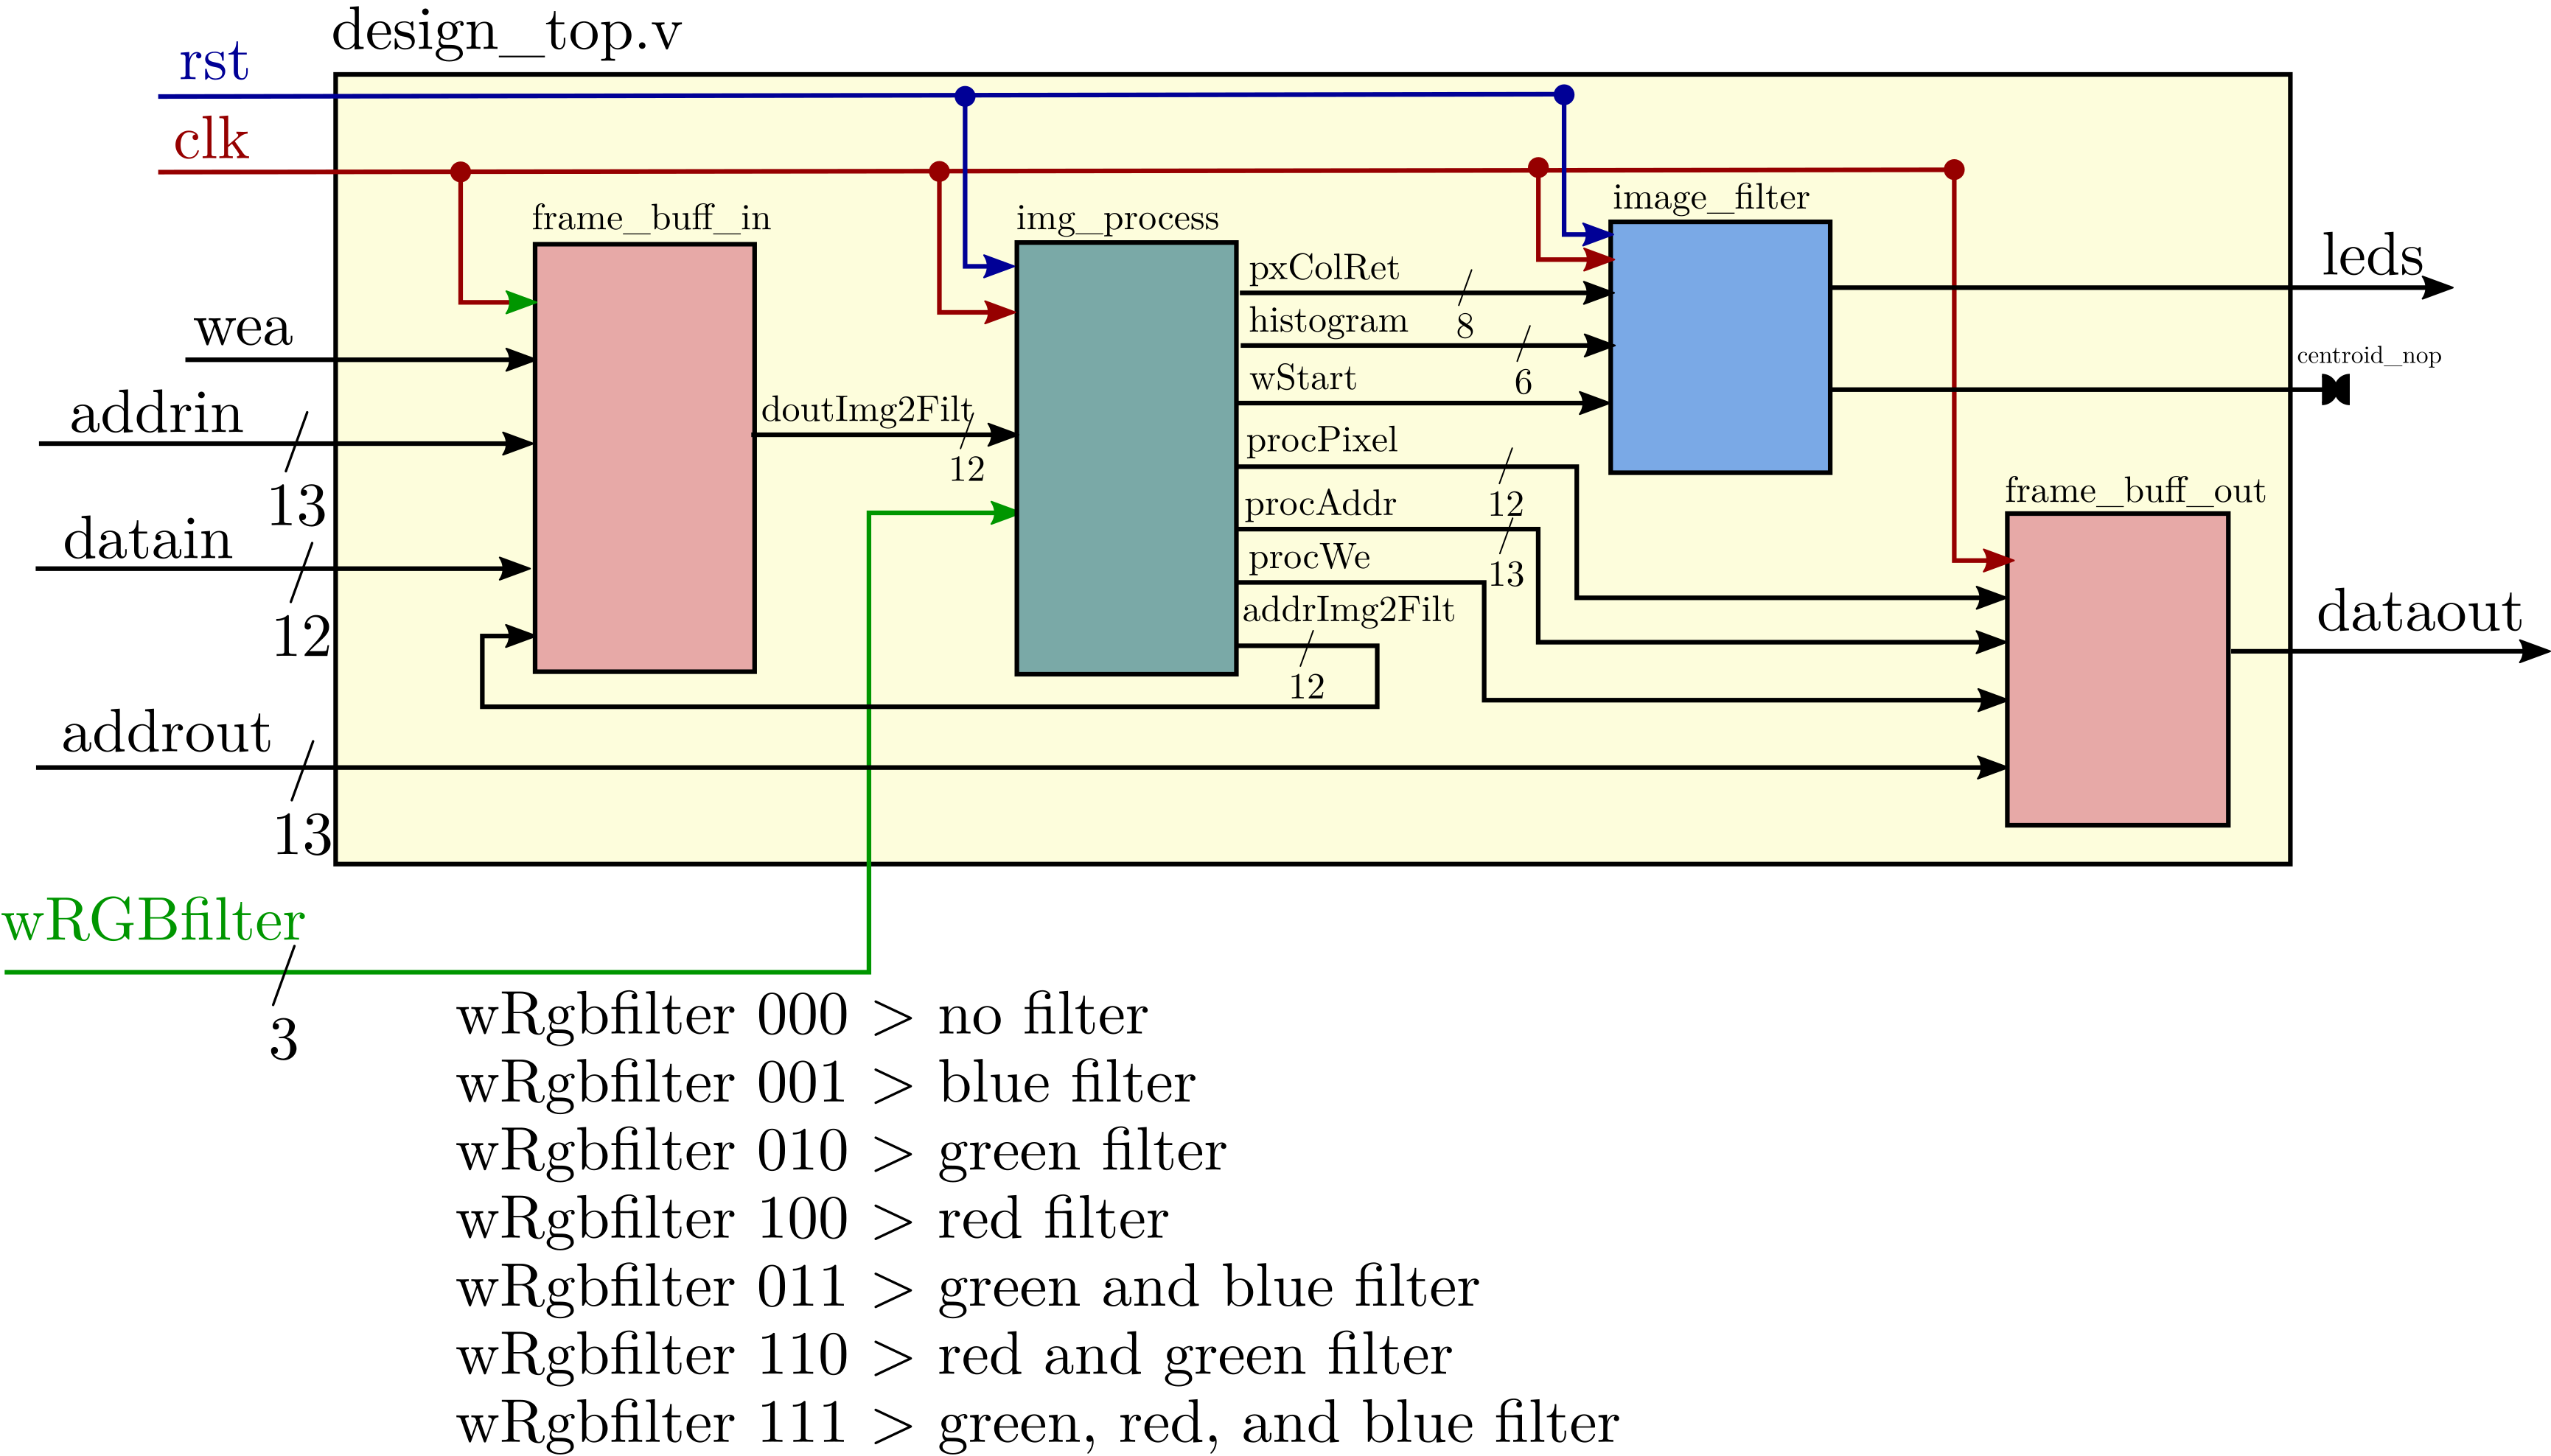 design_top.v
rst
clk
wea
addrin
13
datain
12
addrout
13
wRGBfilter
3
frame_buff_in
doutImg2Filt
12
img_process
pxColRet
8
histogram
6
wStart
procPixel
12
procAddr
13
procWe
addrImg2Filt
12
image_filter
frame_buff_out
leds
centroid_nop
dataout
wRgbfilter 000 > no filter
wRgbfilter 001 > blue filter
wRgbfilter 010 > green filter
wRgbfilter 100 > red filter
wRgbfilter 011 > green and blue filter
wRgbfilter 110 > red and green filter
wRgbfilter 111 > green, red, and blue filter